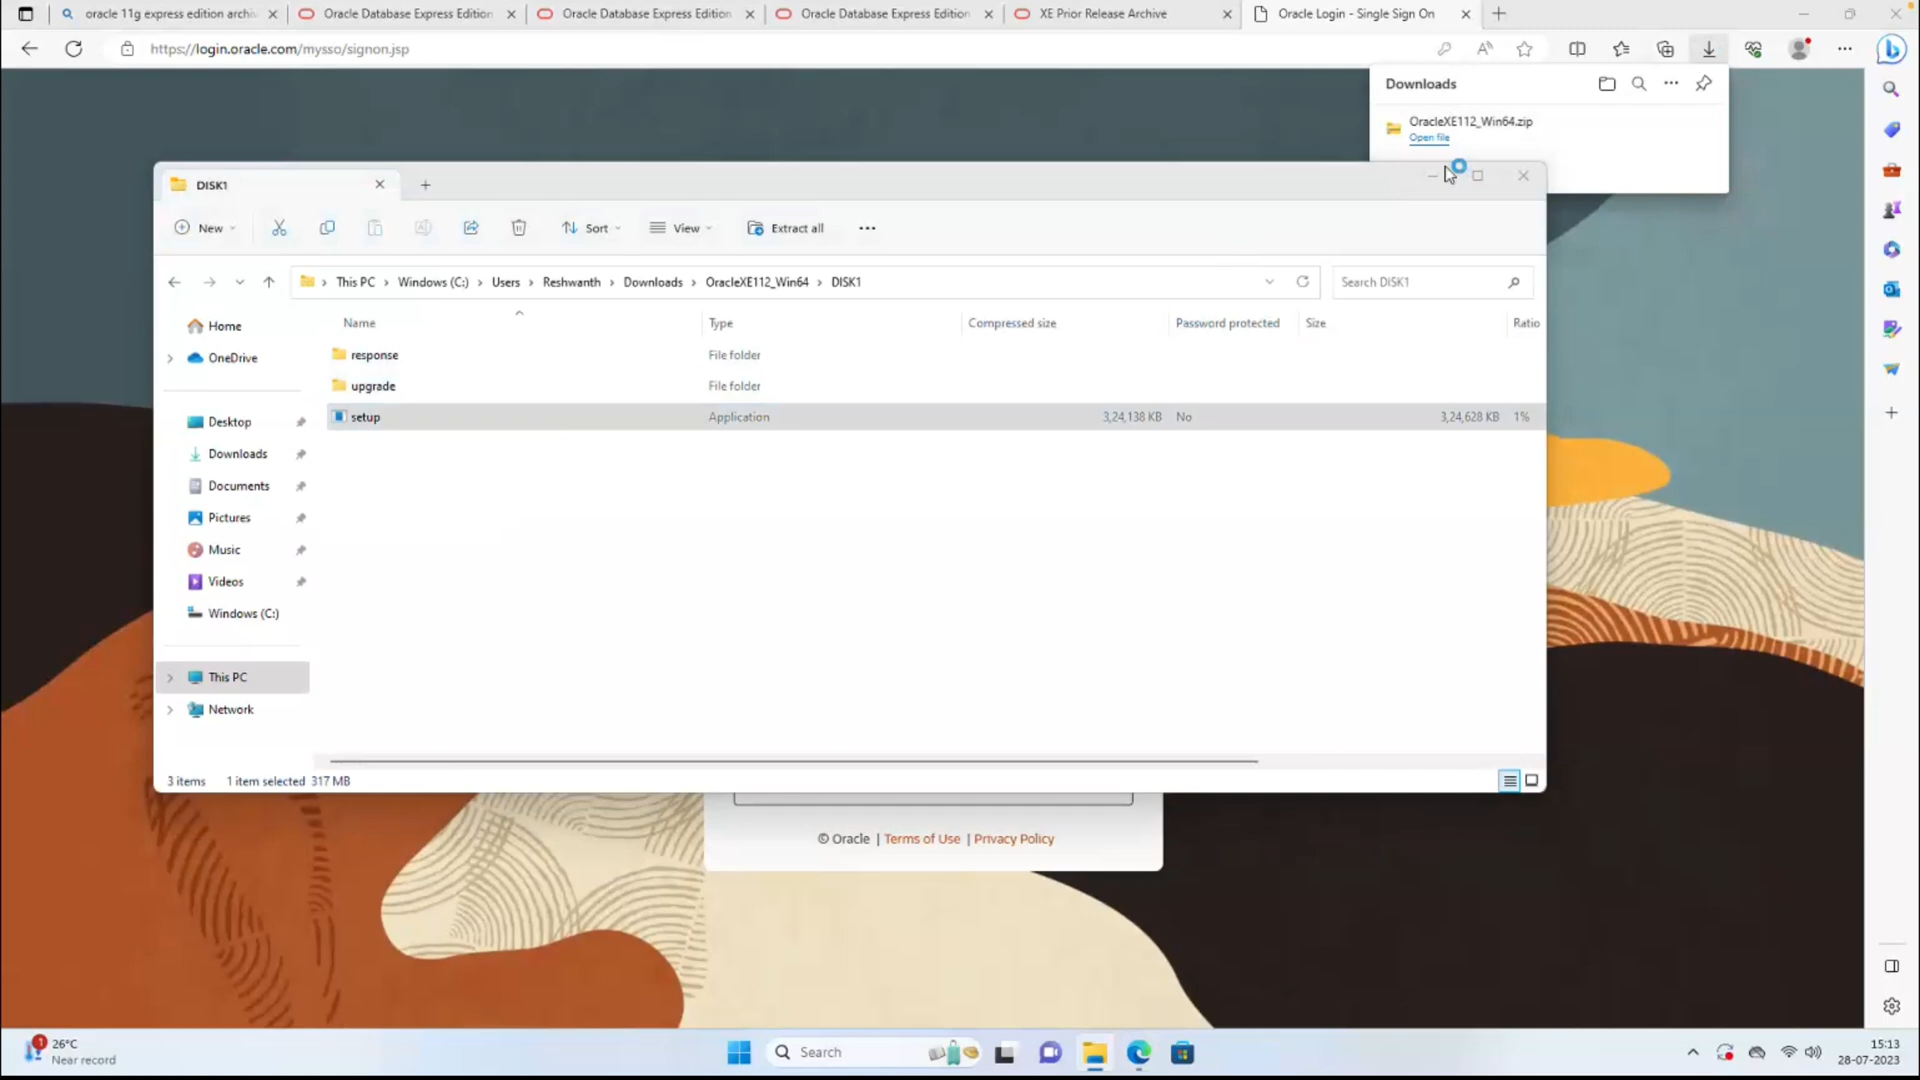 oracle 11g express edition archi
Oracle Database Express Edition
Oracle Database Express Edition
Oracle Database Express Edition
XE Prior Release Archive
Oracle Login - Single Sign On
https://login.oracle.com/mysso/signon.jsp
Downloads
OracleXE112_Win64.zip
Open file
DISK1
New
Sort
View
Extract all
This PC > Windows (C:) > Users > Reshwanth > Downloads > OracleXE112_Win64 > DISK1
Search DISK1
Name Type Compressed size Password protected Size Ratio
response File folder
upgrade File folder
setup Application 3,24,138 KB No 3,24,628 KB 1%
Home
OneDrive
Desktop
Downloads
Documents
Pictures
Music
Videos
Windows (C:)
This PC
Network
3 items 1 item selected 317 MB
© Oracle | Terms of Use | Privacy Policy
1
26°C
Near record
Search
15:13
28-07-2023